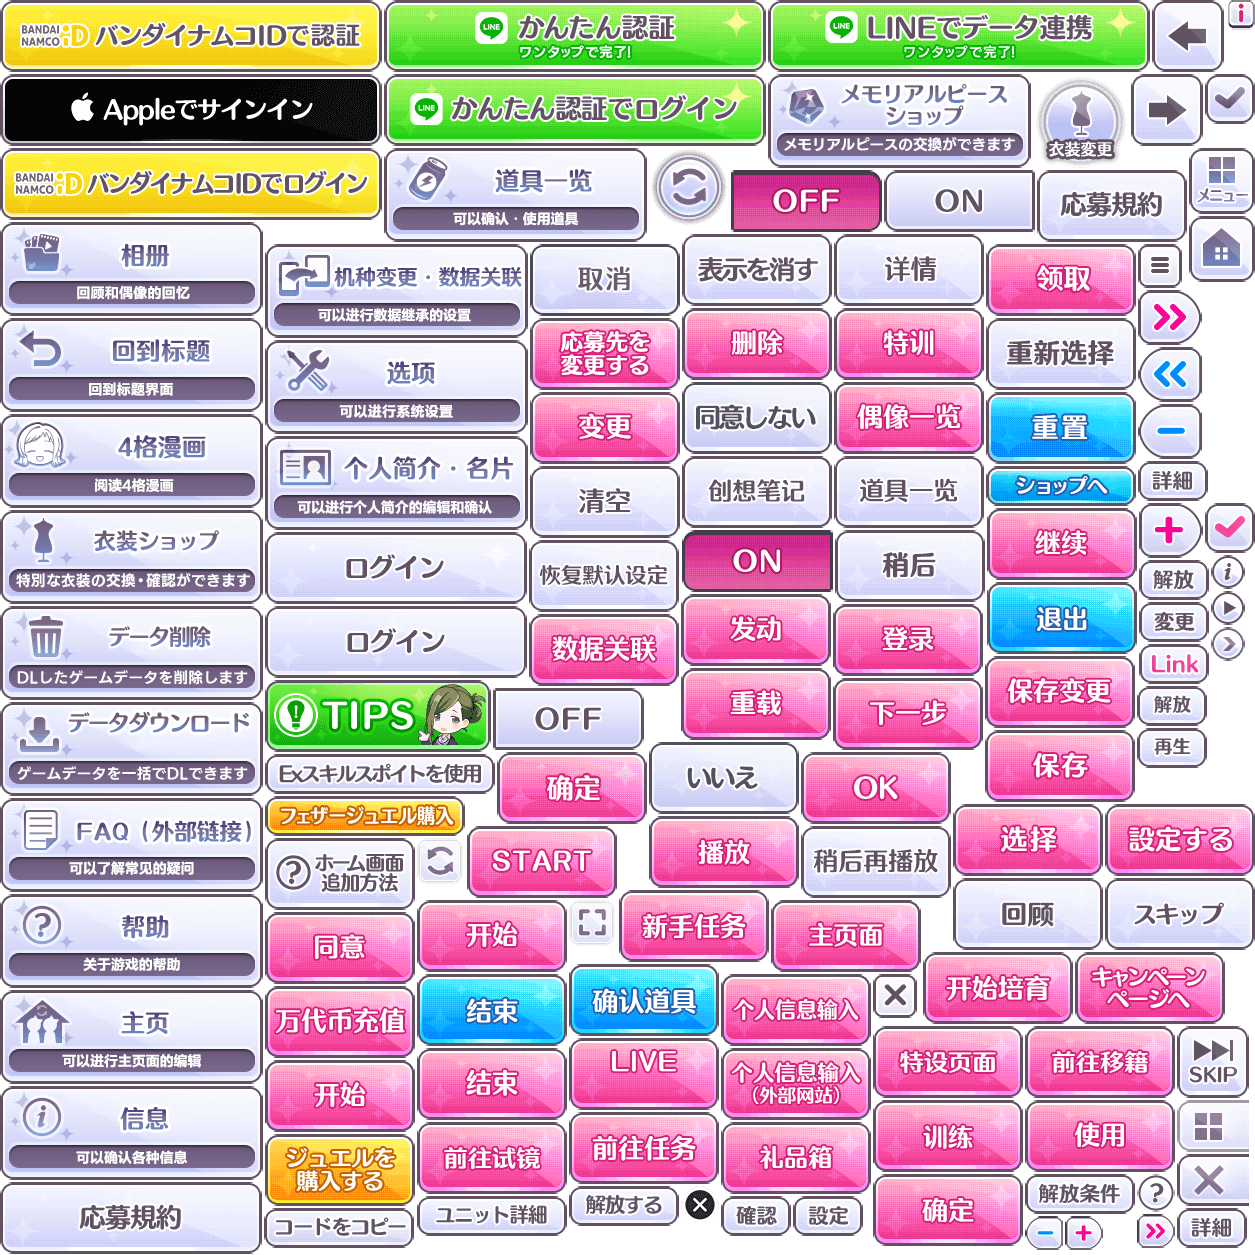 BANDAI NAMCO iD バンダイナムコIDで認証
LINE かんたん認証
ワンタップで完了!
LINE LINEでデータ連携
ワンタップで完了!
i
Appleでサインイン
LINE かんたん認証でログイン
メモリアルピース
ショップ
メモリアルピースの交換ができます
衣装変更
BANDAI NAMCO iD バンダイナムコIDでログイン
道具一览
可以确认・使用道具
OFF
ON
応募規約
メニュー
相册
回顾和偶像的回忆
机种变更・数据关联
可以进行数据继承的设置
取消
表示を消す
详情
领取
回到标题
回到标题界面
选项
可以进行系统设置
応募先を
変更する
删除
特训
重新选择
4格漫画
阅读4格漫画
个人简介・名片
可以进行个人简介的编辑和确认
变更
同意しない
偶像一览
重置
清空
创想笔记
道具一览
ショップへ
詳細
衣装ショップ
特別な衣装の交換・確認ができます
ログイン
恢复默认设定
ON
稍后
继续
解放
i
データ削除
DLしたゲームデータを削除します
ログイン
数据关联
发动
登录
退出
変更
Link
データダウンロード
ゲームデータを一括でDLできます
TIPS
OFF
重载
下一步
保存变更
解放
再生
Exスキルスポイトを使用
确定
いいえ
OK
保存
FAQ（外部链接）
可以了解常见的疑问
フェザージュエル購入
?
ホーム画面
追加方法
START
播放
稍后再播放
选择
設定する
帮助
关于游戏的帮助
?
同意
开始
新手任务
主页面
回顾
スキップ
主页
可以进行主页面的编辑
万代币充值
结束
确认道具
个人信息输入
开始培育
キャンペーン
ページへ
信息
可以确认各种信息
i
开始
结束
LIVE
个人信息输入
（外部网站）
特设页面
前往移籍
SKIP
応募規約
ジュエルを
購入する
前往试镜
前往任务
礼品箱
训练
使用
コードをコピー
ユニット詳細
解放する
確認
設定
确定
解放条件
?
詳細